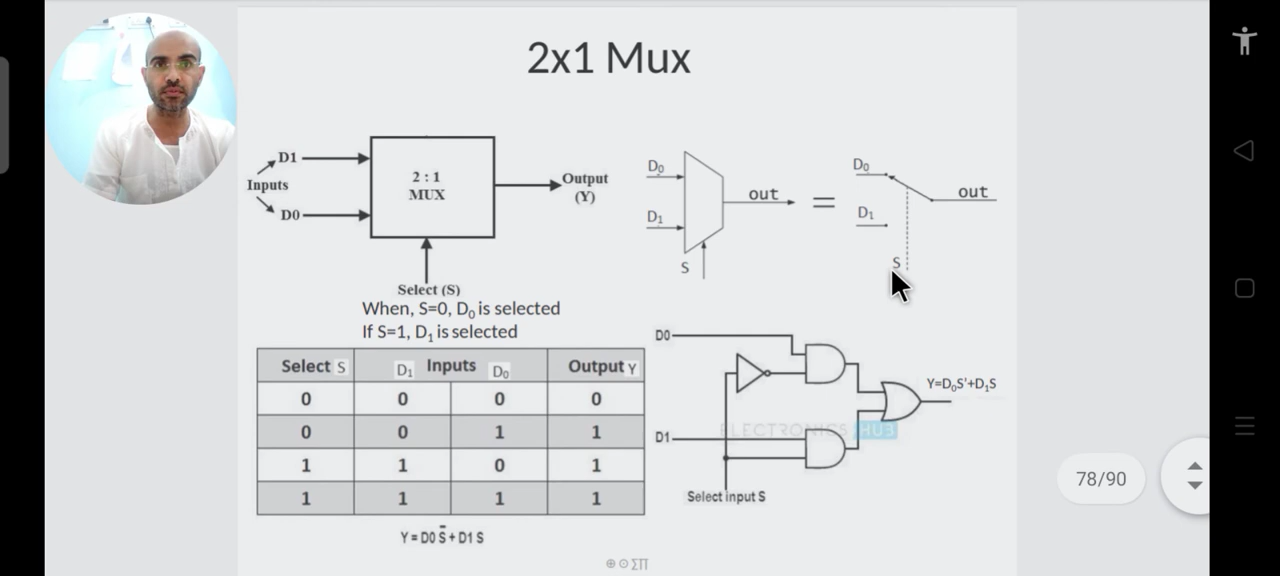 2x1 Mux
D1
Inputs
D0
2 : 1
MUX
Output
(Y)
Select (S)
D₀
D₁
S
out
=
D₀
D₁
S
out
When, S=0, D₀ is selected
If S=1, D₁ is selected
Select S D₁ Inputs D₀ Output Y
0 0 0 0
0 0 1 1
1 1 0 1
1 1 1 1
Y = D0 S̅ + D1 S
D0
D1
Select input S
Y=D₀S'+D₁S
ELECTRONICS HUB
78/90
⊕⊙∑∏